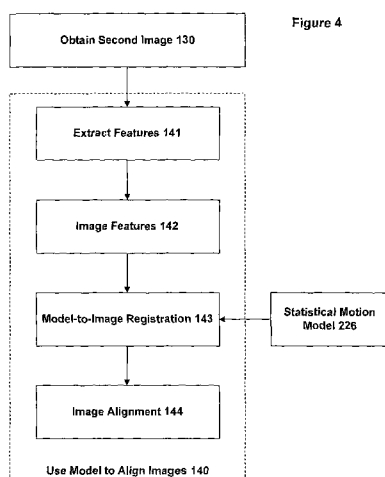 Figure 4
Obtain Second Image 130
Extract Features 141
Image Features 142
Model-to-Image Registration 143
Statistical Motion
Model 226
Image Alignment 144
Use Model to Align Images 140